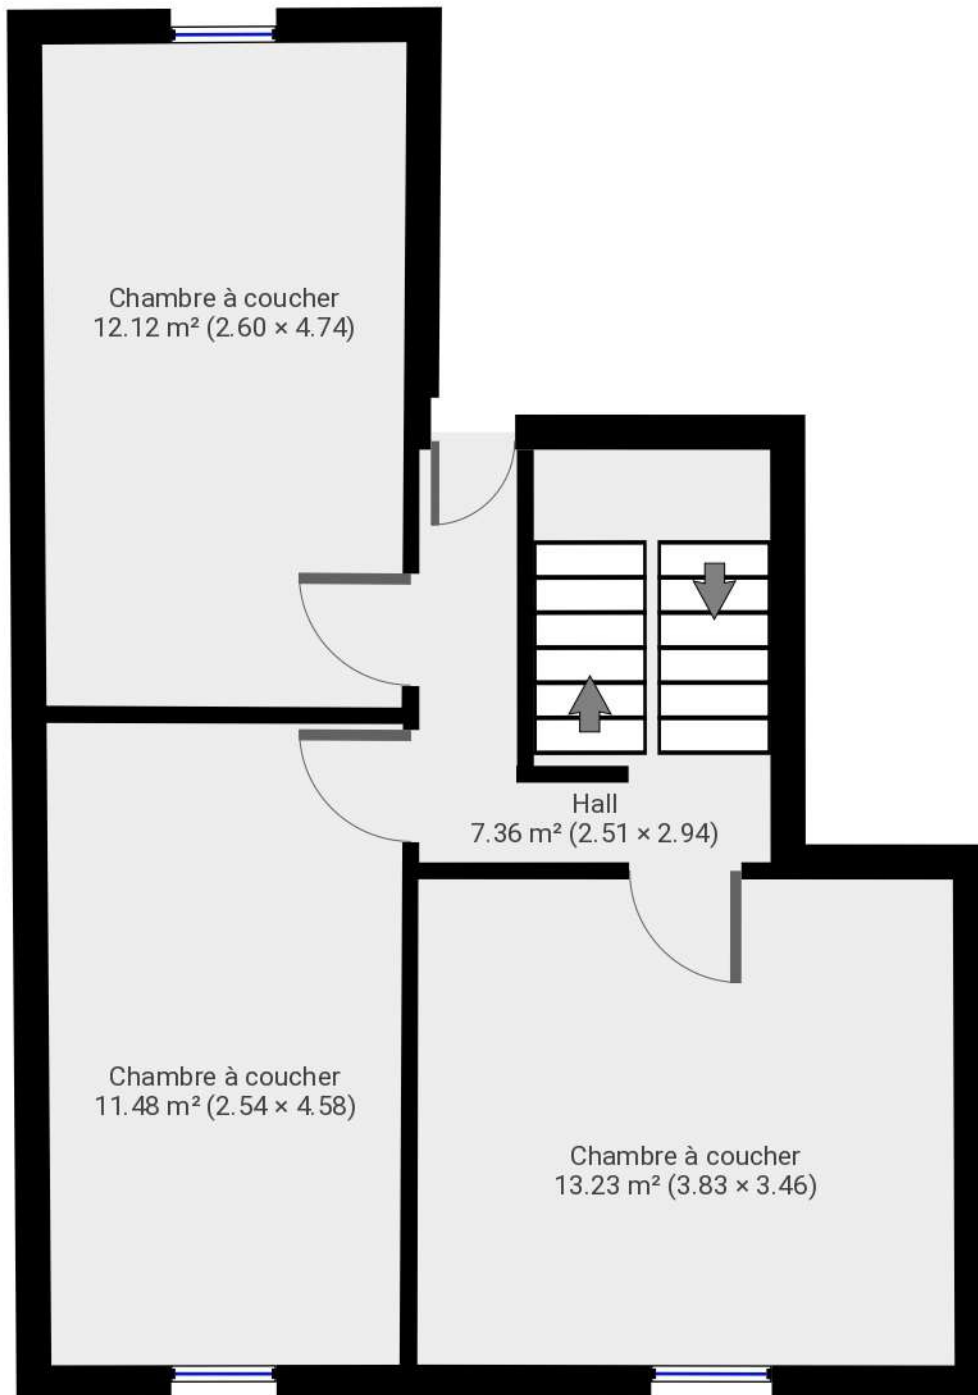 Chambre à coucher
12.12 m² (2.60 × 4.74)
Hall
7.36 m² (2.51 × 2.94)
Chambre à coucher
11.48 m² (2.54 × 4.58)
Chambre à coucher
13.23 m² (3.83 × 3.46)